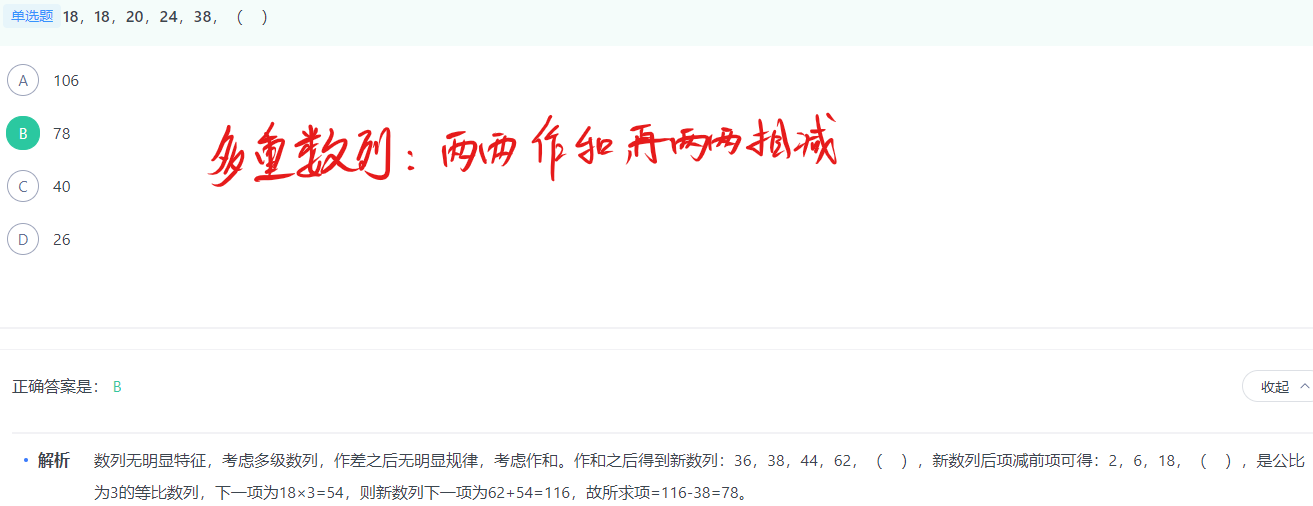 单选题 18，18，20，24，38，（ ）
A 106
B 78
多重数列：两两作和再两两相减
C 40
D 26
正确答案是： B
收起
• 解析 数列无明显特征，考虑多级数列，作差之后无明显规律，考虑作和。作和之后得到新数列：36，38，44，62，（ ），新数列后项减前项可得：2，6，18，（ ），是公比
为3的等比数列，下一项为18×3=54，则新数列下一项为62+54=116，故所求项=116-38=78。